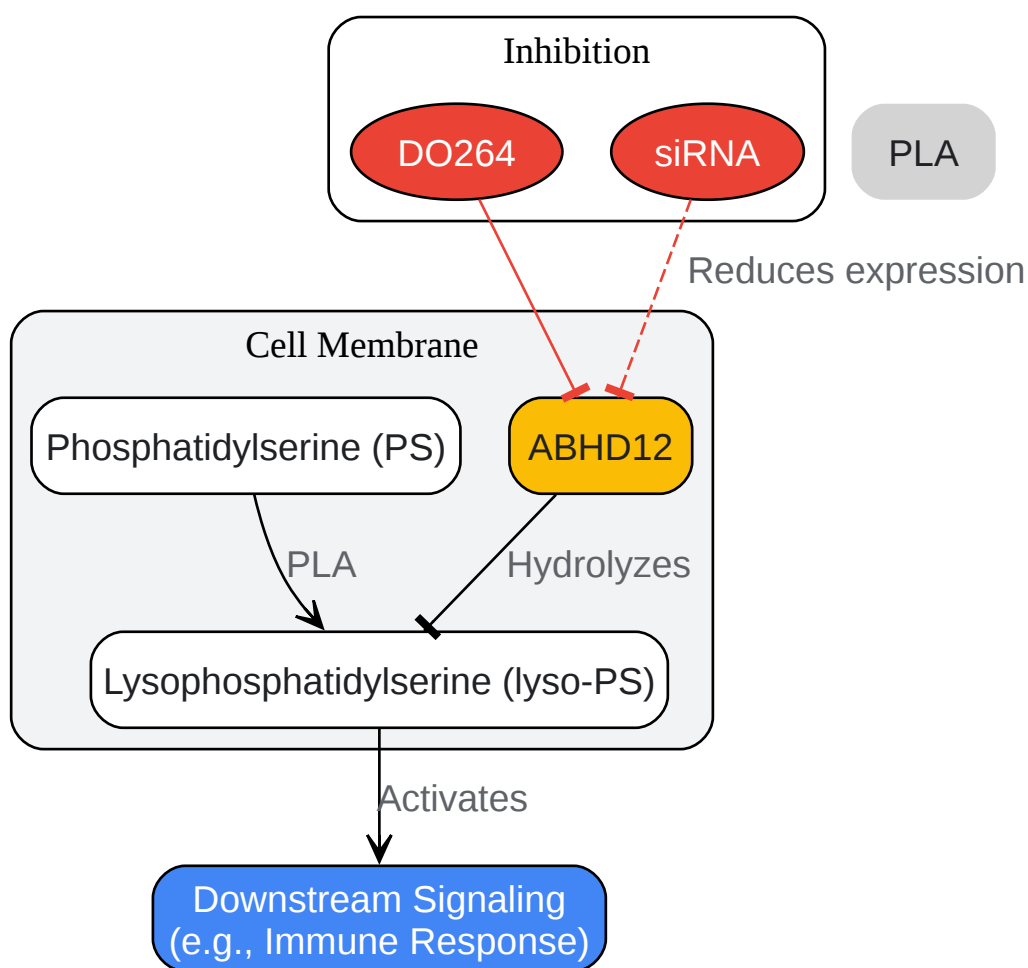 Inhibition
DO264
siRNA
PLA
Reduces expression
Cell Membrane
Phosphatidylserine (PS)
ABHD12
PLA
Hydrolyzes
Lysophosphatidylserine (lyso-PS)
Activates
Downstream Signaling
(e.g., Immune Response)